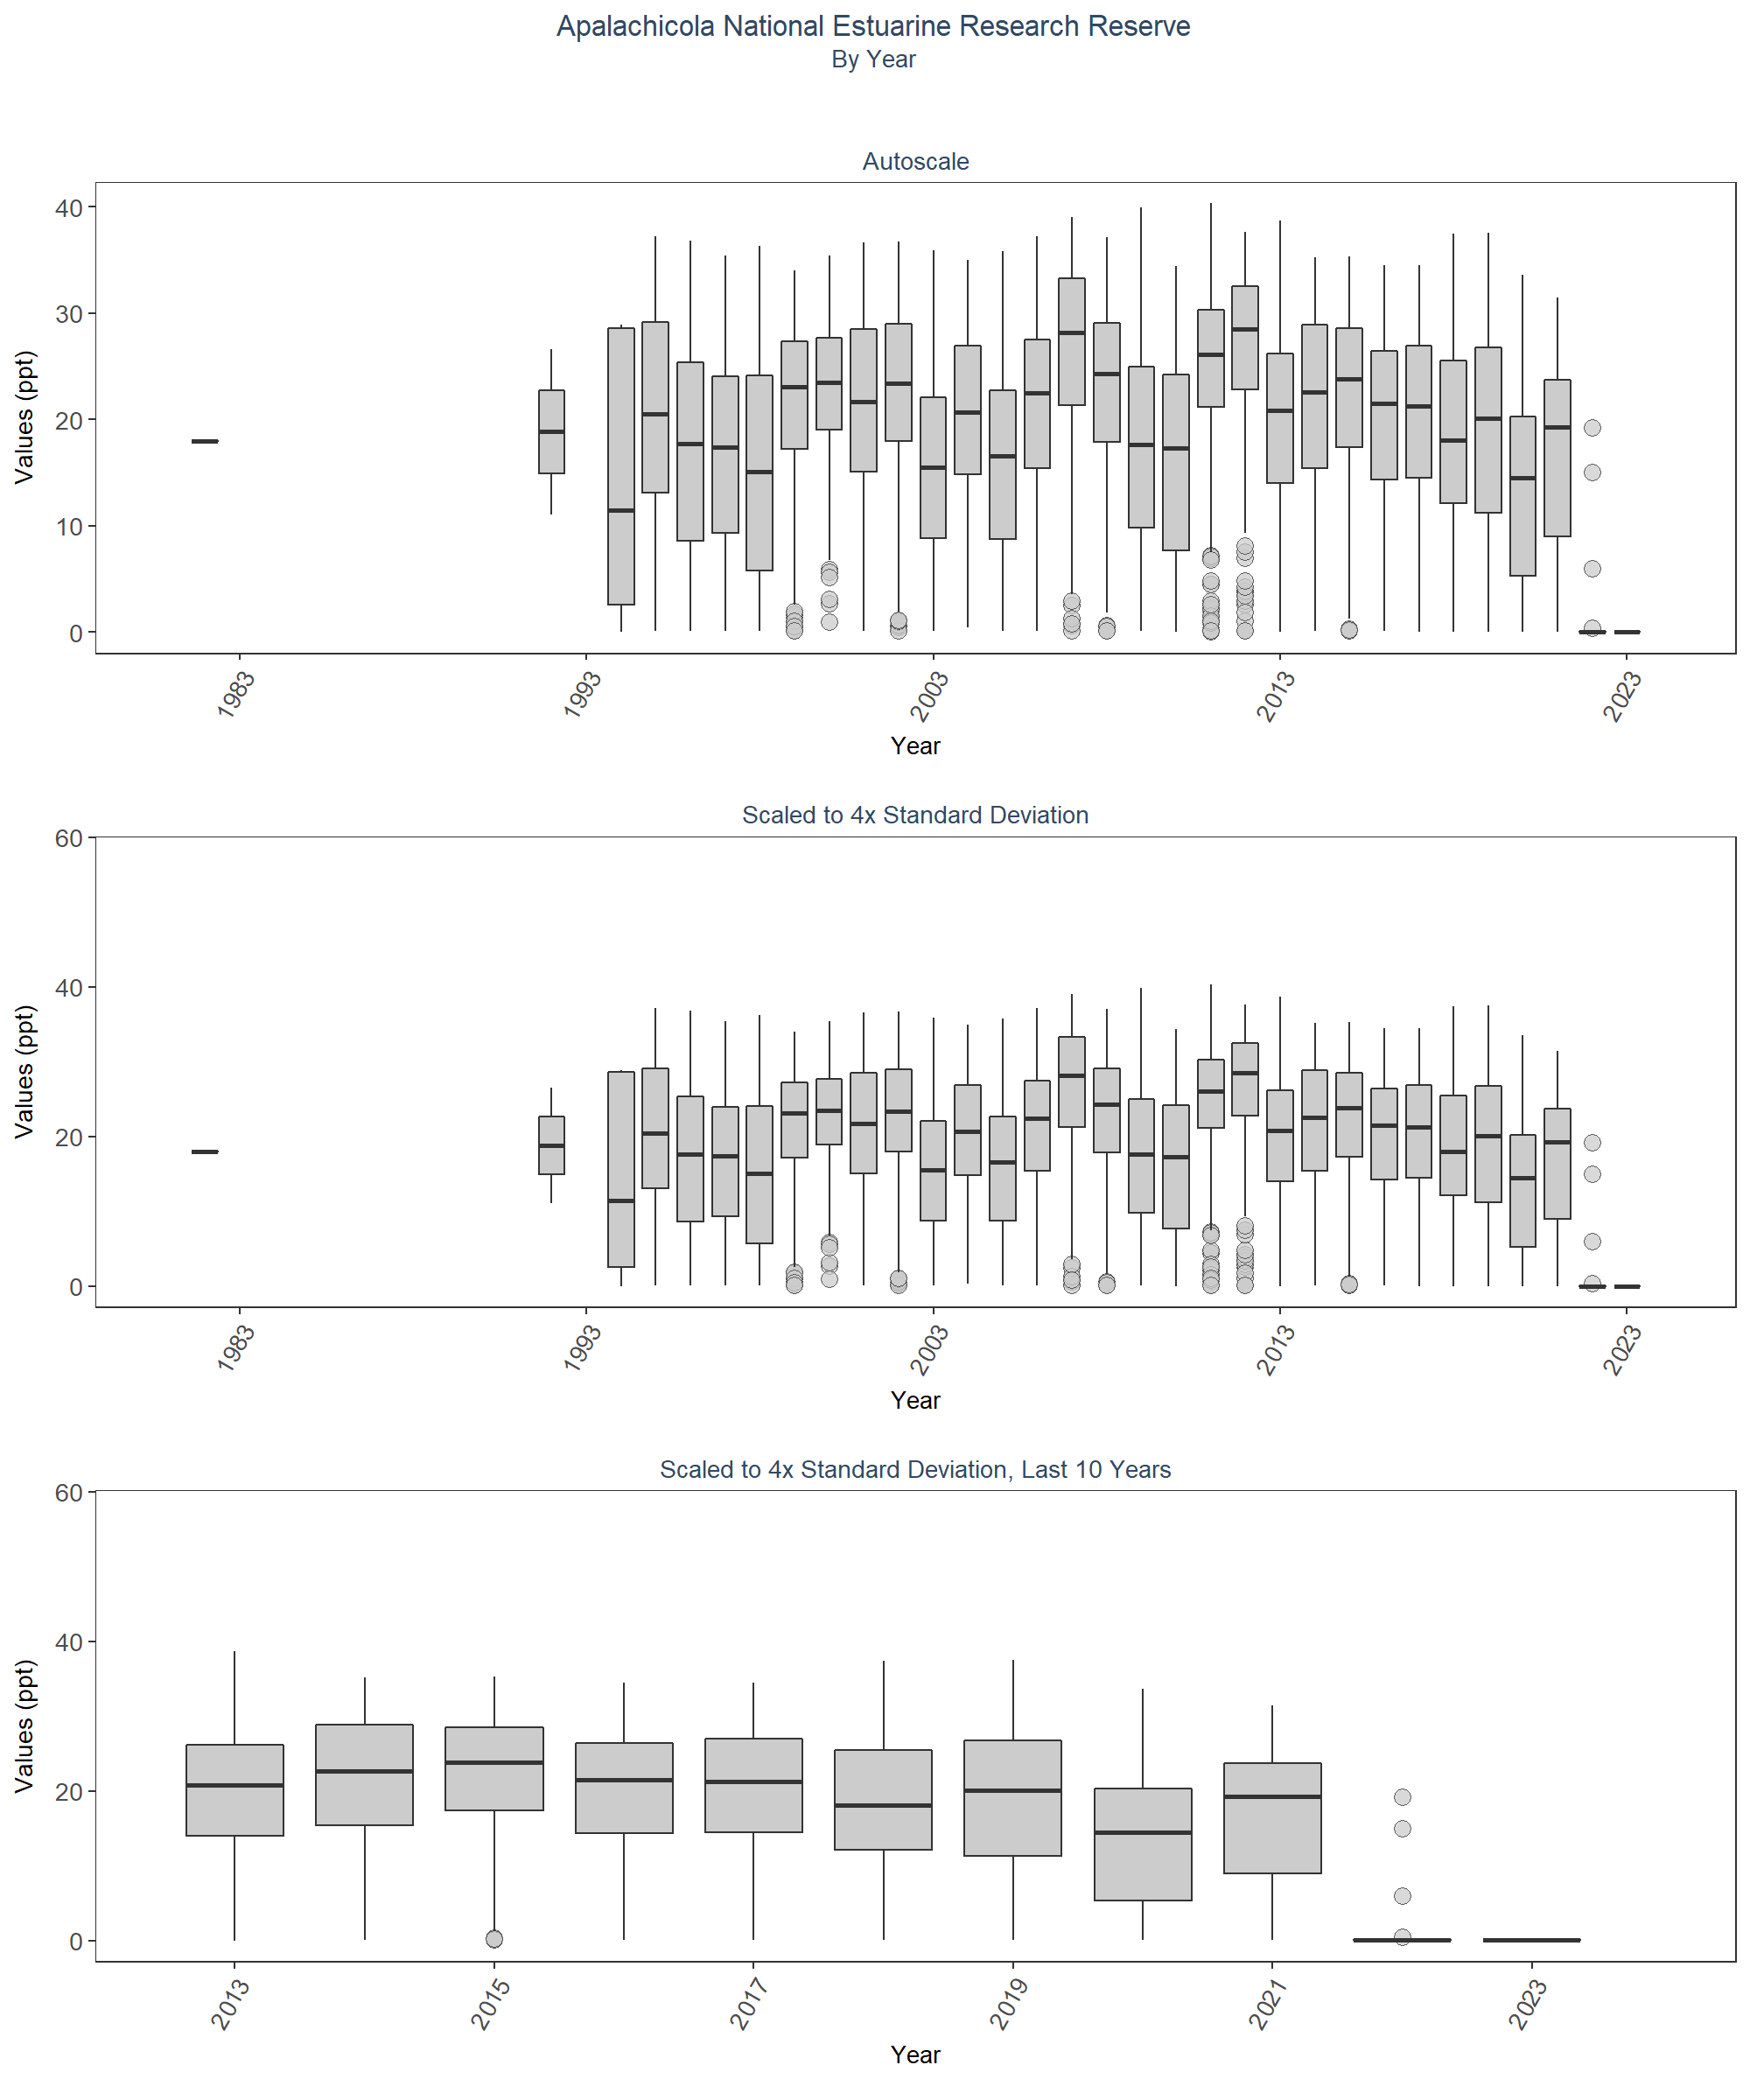 Apalachicola National Estuarine Research Reserve
By Year
Autoscale
Values (ppt)
40
30
20
10
0
1983
1993
2003
2013
2023
Year
Scaled to 4x Standard Deviation
Values (ppt)
60
40
20
0
1983
1993
2003
2013
2023
Year
Scaled to 4x Standard Deviation, Last 10 Years
Values (ppt)
60
40
20
0
2013
2015
2017
2019
2021
2023
Year